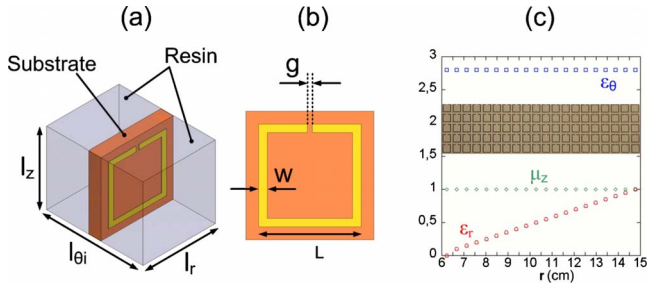 (a)
(b)
(c)
Substrate
Resin
l_z
l_θi
l_r
g
w
L
3
2,5
2
1,5
1
0,5
0
ε_θ
μ_z
ε_r
6 7 8 9 10 11 12 13 14 15
r (cm)